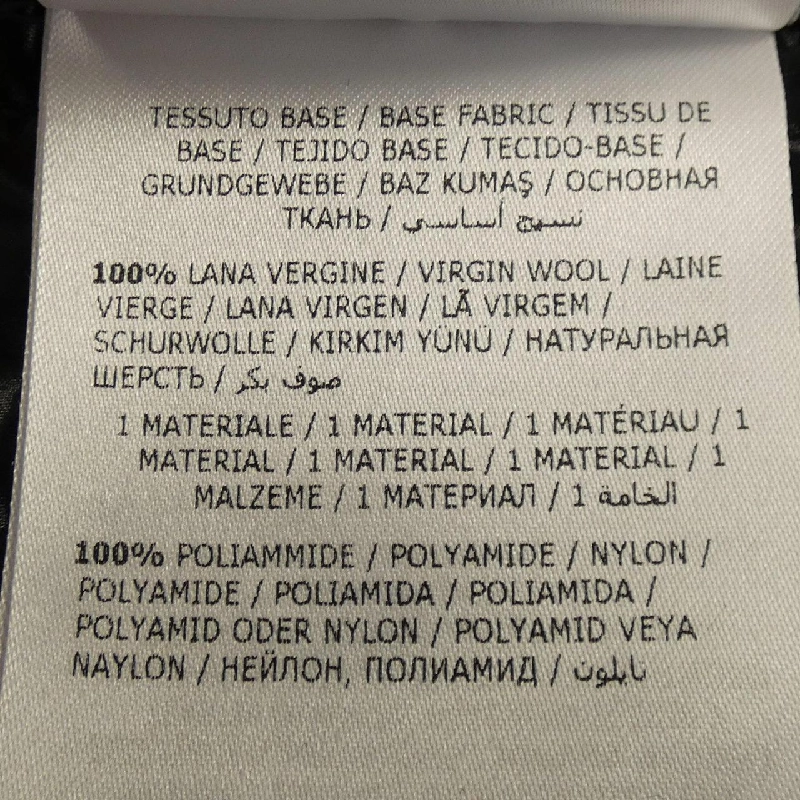 TESSUTO BASE / BASE FABRIC / TISSU DE
BASE / TEJIDO BASE / TECIDO-BASE /
GRUNDGEWEBE / BAZ KUMAŞ / ОСНОВНАЯ
ТКАНЬ / نسيج أساسي
100% LANA VERGINE / VIRGIN WOOL / LAINE
VIERGE / LANA VIRGEN / LÃ VIRGEM /
SCHURWOLLE / KIRKIM YÜNÜ / НАТУРАЛЬНАЯ
ШЕРСТЬ / صوف بكر
1 MATERIALE / 1 MATERIAL / 1 MATÉRIAU / 1
MATERIAL / 1 MATERIAL / 1 MATERIAL / 1
MALZEME / 1 МАТЕРИАЛ / 1 الخامة
100% POLIAMMIDE / POLYAMIDE / NYLON /
POLYAMIDE / POLIAMIDA / POLIAMIDA /
POLYAMID ODER NYLON / POLYAMID VEYA
NAYLON / НЕЙЛОН, ПОЛИАМИД / نايلون